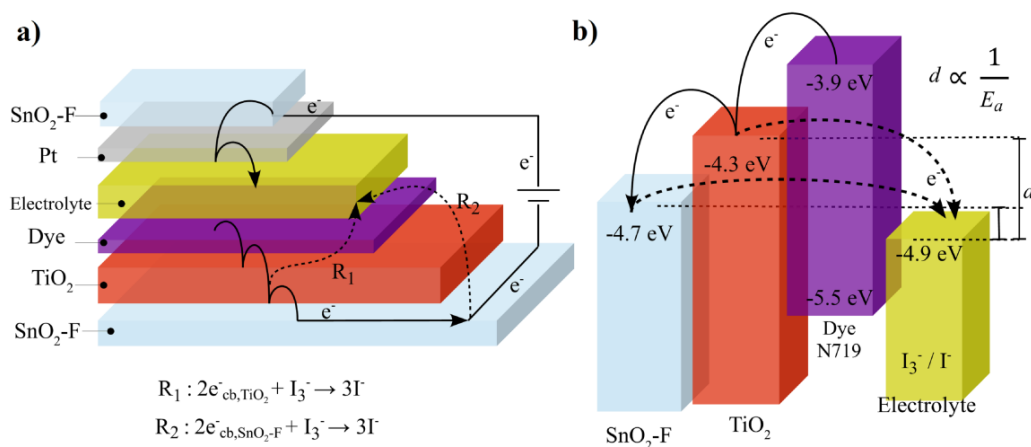 a)
SnO₂-F
Pt
Electrolyte
Dye
TiO₂
SnO₂-F
e⁻
e⁻
e⁻
e⁻
R₁
R₂
R₁ : 2e⁻cb,TiO₂ + I₃⁻ → 3I⁻
R₂ : 2e⁻cb,SnO₂-F + I₃⁻ → 3I⁻
b)
e⁻
e⁻
e⁻
d ∝ 1/Eₐ
-3.9 eV
-4.3 eV
-4.7 eV
-4.9 eV
-5.5 eV
d
Dye
N719
I₃⁻ / I⁻
Electrolyte
TiO₂
SnO₂-F